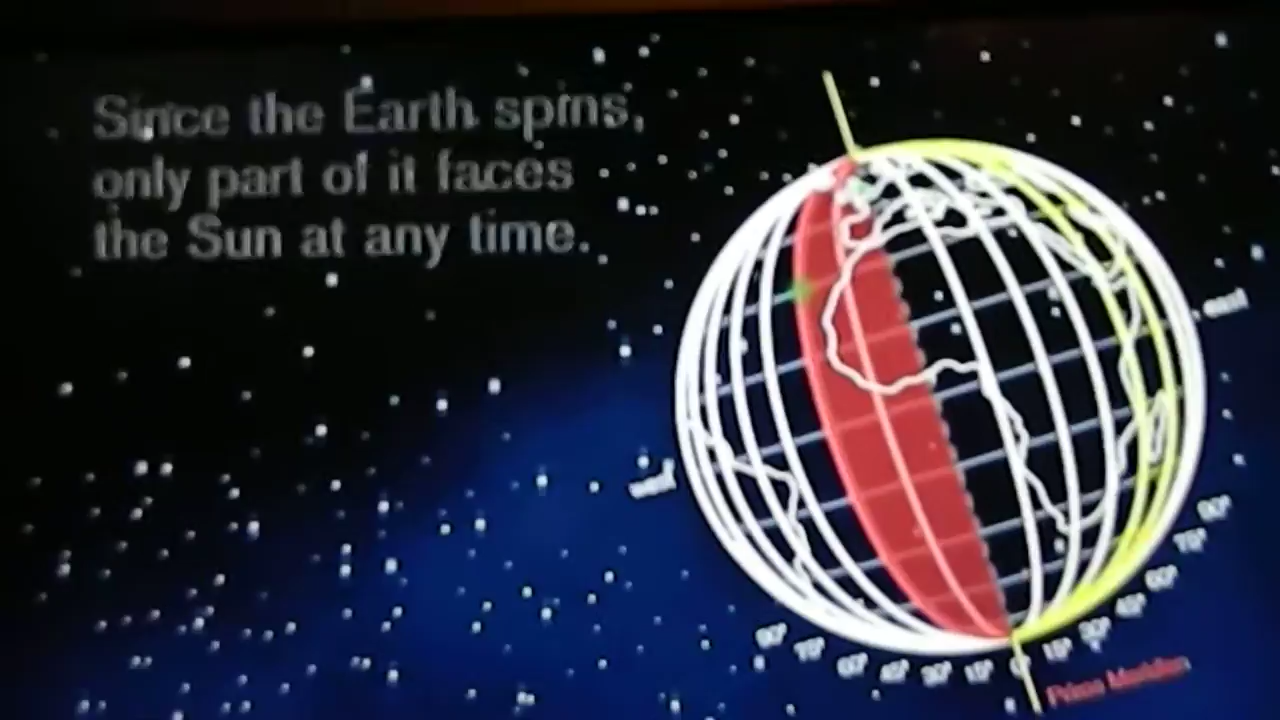 Since the Earth spins,
only part of it faces
the Sun at any time.
east
west
90° 75° 60° 45° 30° 15° 0° 15° 30° 45° 60° 75° 90°
Prime Meridian